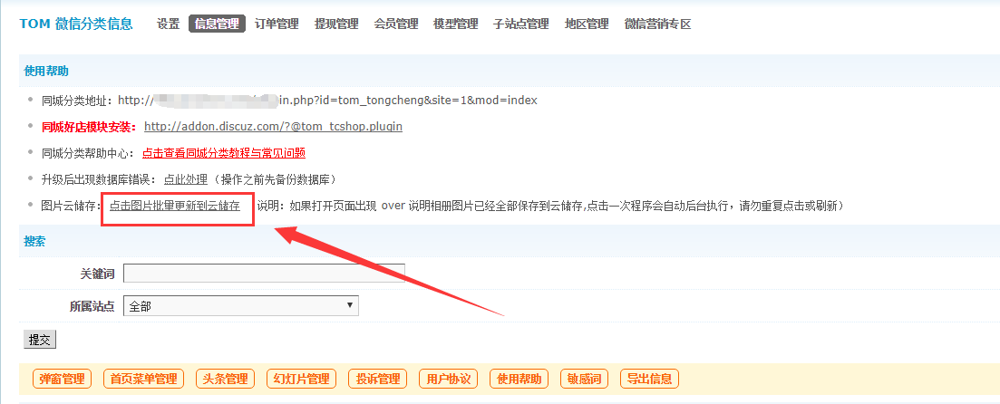 TOM 微信分类信息 设置 信息管理 订单管理 提现管理 会员管理 模型管理 子站点管理 地区管理 微信营销专区
使用帮助
同城分类地址：http:// in.php?id=tom_tongcheng&site=1&mod=index
同城好店模块安装： http://addon.discuz.com/?@tom_tcshop.plugin
同城分类帮助中心： 点击查看同城分类教程与常见问题
升级后出现数据库错误： 点此处理 （操作之前先备份数据库）
图片云储存： 点击图片批量更新到云储存 说明：如果打开页面出现 over 说明相册图片已经全部保存到云储存,点击一次程序会自动后台执行，请勿重复点击或刷新）
搜索
关键词
所属站点 全部
提交
弹窗管理 首页菜单管理 头条管理 幻灯片管理 投诉管理 用户协议 使用帮助 敏感词 导出信息